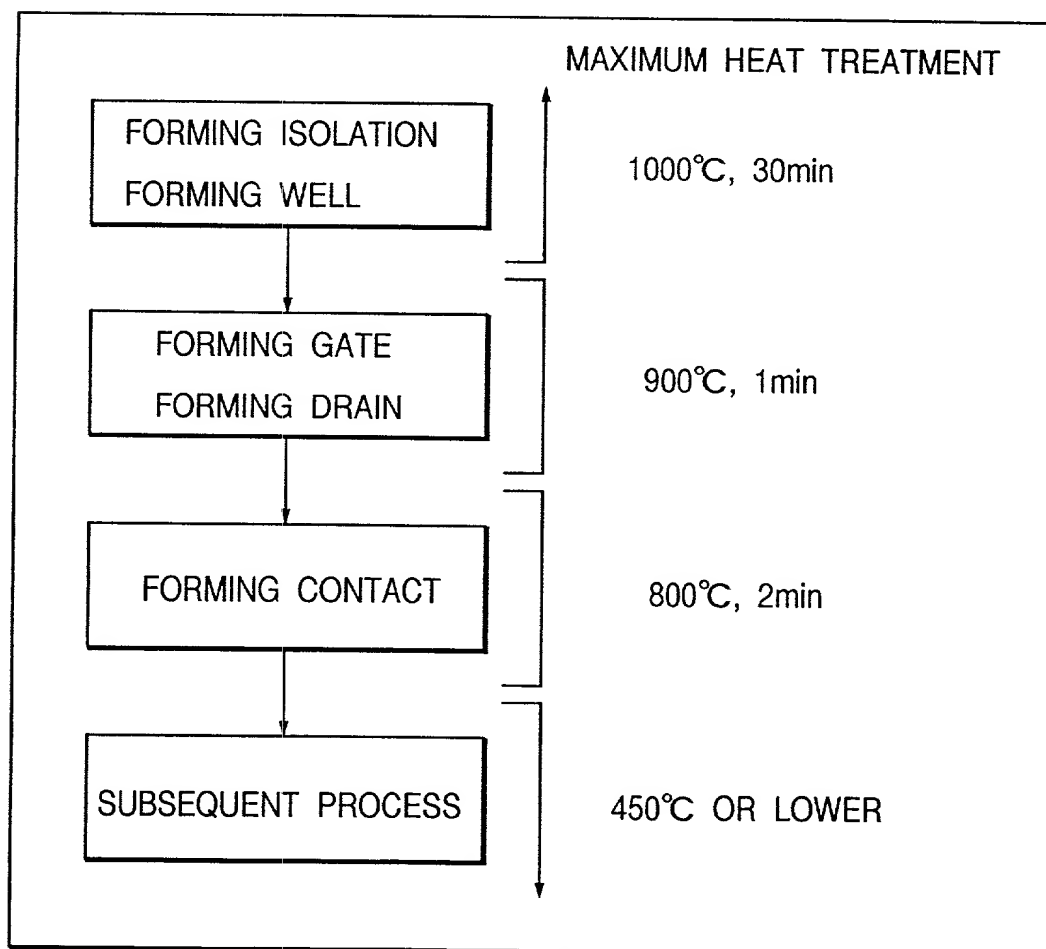 MAXIMUM HEAT TREATMENT
FORMING ISOLATION
FORMING WELL
1000℃, 30min
FORMING GATE
FORMING DRAIN
900℃, 1min
FORMING CONTACT
800℃, 2min
SUBSEQUENT PROCESS
450℃ OR LOWER